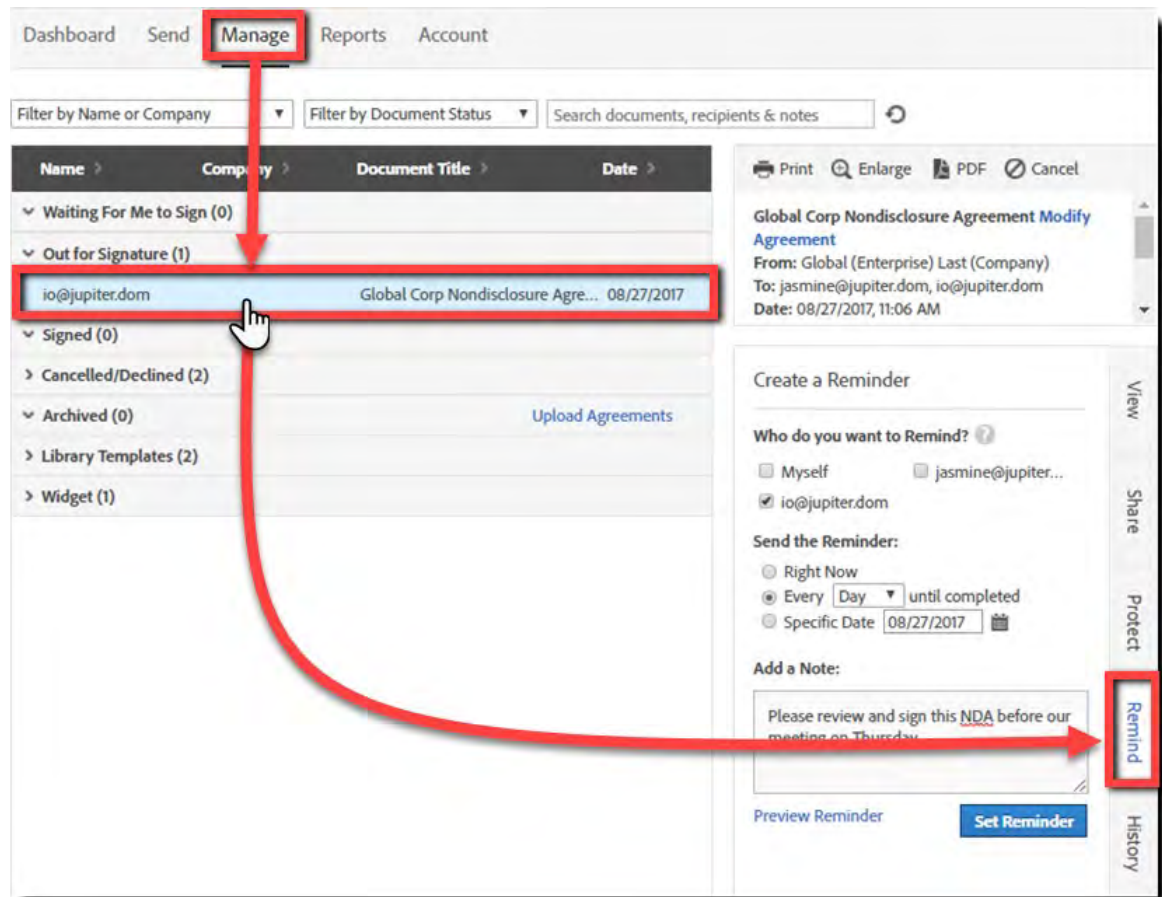 Dashboard Send Manage Reports Account
Filter by Name or Company Filter by Document Status Search documents, recipients & notes
Name Company Document Title Date
Waiting For Me to Sign (0)
Out for Signature (1)
io@jupiter.dom Global Corp Nondisclosure Agre... 08/27/2017
Signed (0)
Cancelled/Declined (2)
Archived (0) Upload Agreements
Library Templates (2)
Widget (1)
Print Enlarge PDF Cancel
Global Corp Nondisclosure Agreement Modify
Agreement
From: Global (Enterprise) Last (Company)
To: jasmine@jupiter.dom, io@jupiter.dom
Date: 08/27/2017, 11:06 AM
Create a Reminder
Who do you want to Remind? ?
Myself jasmine@jupiter...
io@jupiter.dom
Send the Reminder:
Right Now
Every Day until completed
Specific Date 08/27/2017
Add a Note:
Please review and sign this NDA before our
meeting on Thursday
Preview Reminder Set Reminder
View
Share
Protect
Remind
History